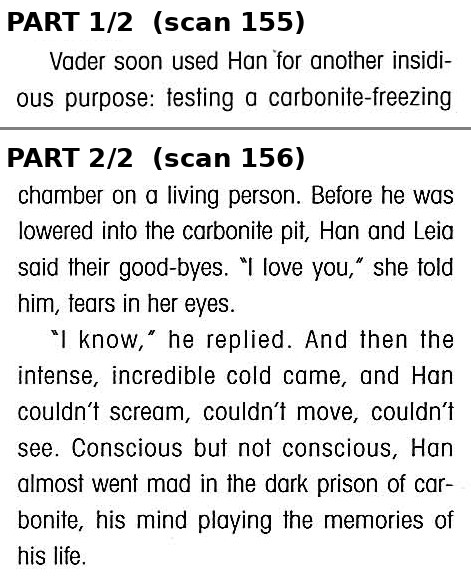 PART 1/2 (scan 155)
Vader soon used Han for another insidi-
ous purpose: testing a carbonite-freezing
PART 2/2 (scan 156)
chamber on a living person. Before he was
lowered into the carbonite pit, Han and Leia
said their good-byes. “I love you,” she told
him, tears in her eyes.
“I know,” he replied. And then the
intense, incredible cold came, and Han
couldn’t scream, couldn’t move, couldn’t
see. Conscious but not conscious, Han
almost went mad in the dark prison of car-
bonite, his mind playing the memories of
his life.